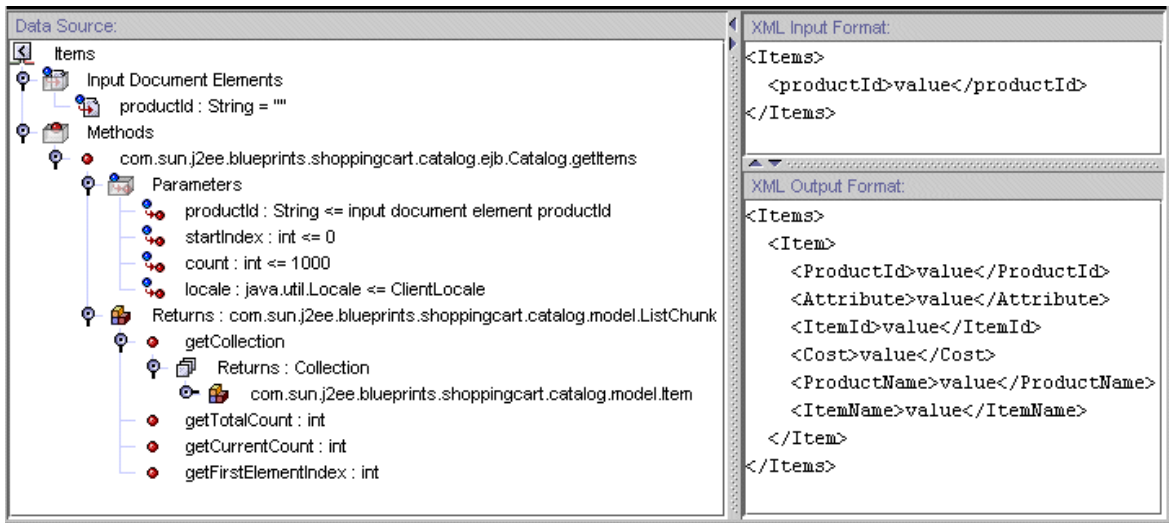 Data Source:
Items
Input Document Elements
productId : String = ""
Methods
com.sun.j2ee.blueprints.shoppingcart.catalog.ejb.Catalog.getItems
Parameters
productId : String <= input document element productId
startIndex : int <= 0
count : int <= 1000
locale : java.util.Locale <= ClientLocale
Returns : com.sun.j2ee.blueprints.shoppingcart.catalog.model.ListChunk
getCollection
Returns : Collection
com.sun.j2ee.blueprints.shoppingcart.catalog.model.Item
getTotalCount : int
getCurrentCount : int
getFirstElementIndex : int
XML Input Format:
<Items>
<productId>value</productId>
</Items>
XML Output Format:
<Items>
<Item>
<ProductId>value</ProductId>
<Attribute>value</Attribute>
<ItemId>value</ItemId>
<Cost>value</Cost>
<ProductName>value</ProductName>
<ItemName>value</ItemName>
</Item>
</Items>